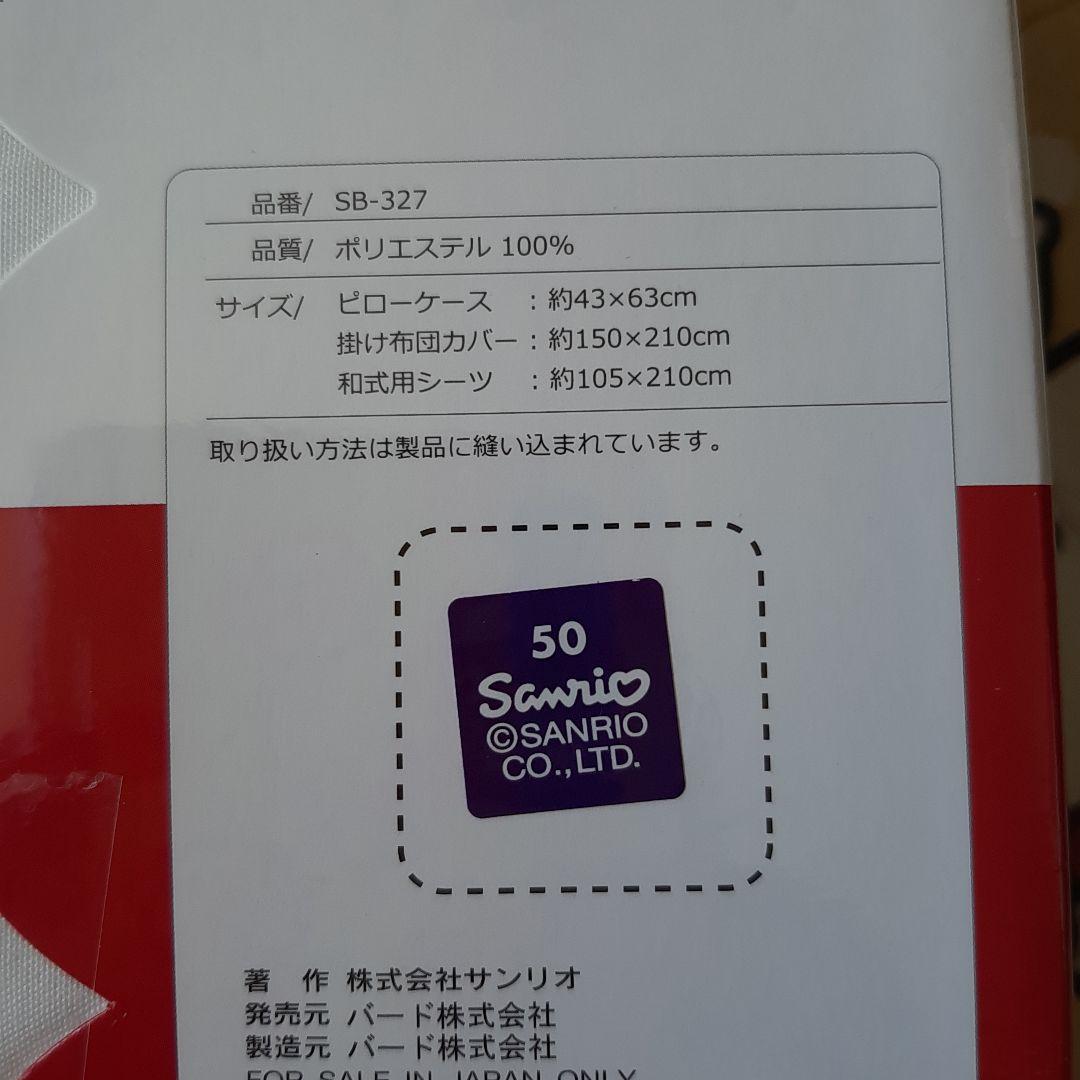 品番/ SB-327
品質/ ポリエステル 100%
サイズ/ ピローケース : 約43×63cm
掛け布団カバー : 約150×210cm
和式用シーツ : 約105×210cm
取り扱い方法は製品に縫い込まれています。
50
Sanrio
©SANRIO
CO.,LTD.
著 作 株式会社サンリオ
発売元 バード株式会社
製造元 バード株式会社
FOR SALE IN JAPAN ONLY